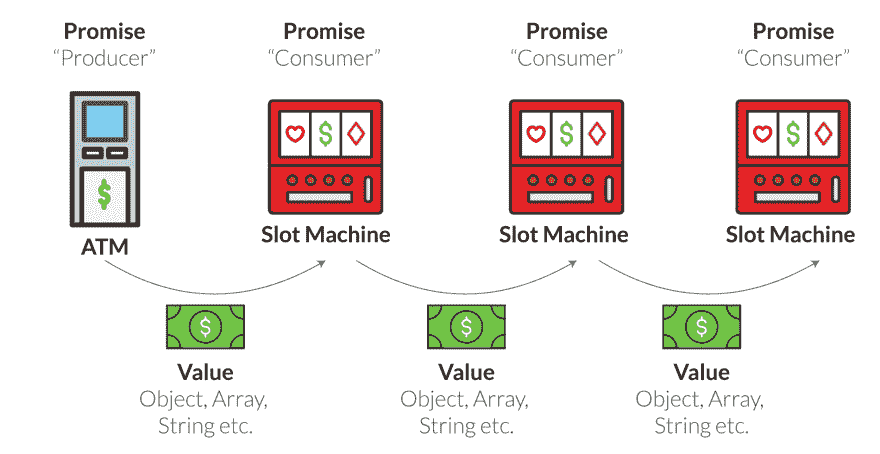 Promise
“Producer”
Promise
“Consumer”
Promise
“Consumer”
Promise
“Consumer”
$
ATM
$
Slot Machine
$
Slot Machine
$
Slot Machine
$
Value
Object, Array,
String etc.
$
Value
Object, Array,
String etc.
$
Value
Object, Array,
String etc.